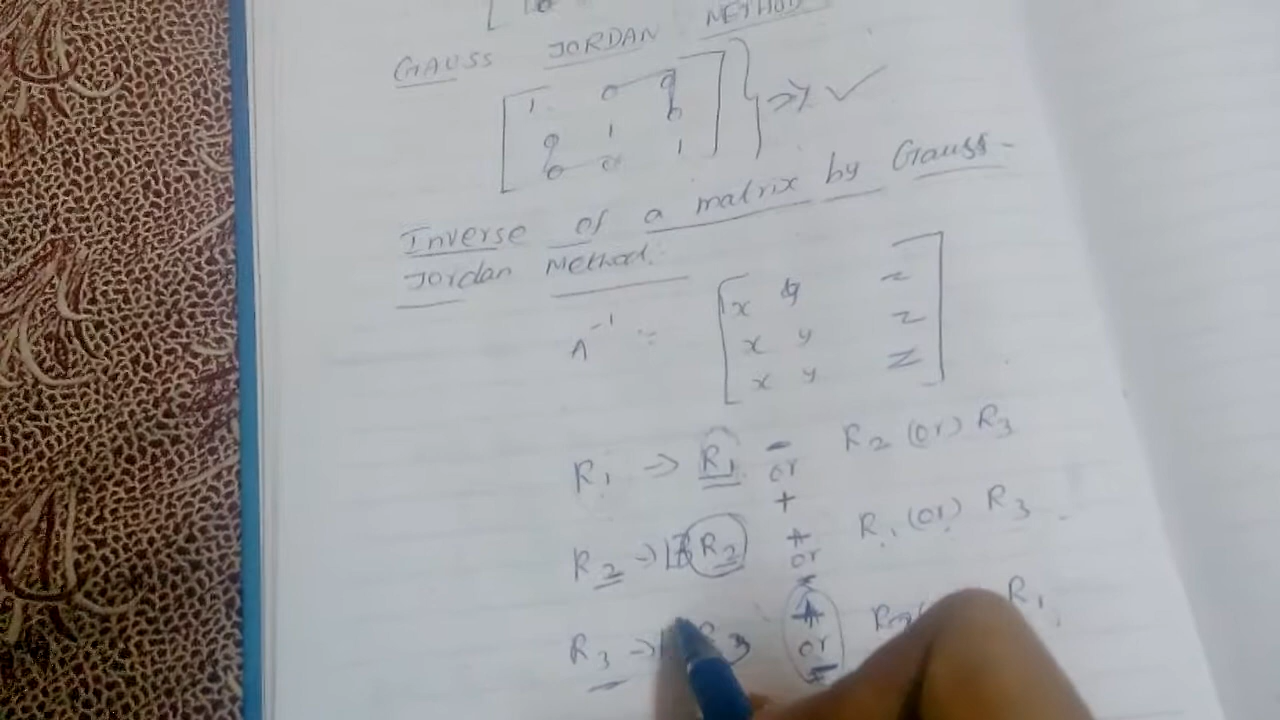 GAUSS JORDAN METHOD
1 0 0
0 1 0
0 0 1
Inverse of a matrix by Gauss-
Jordan Method.
A⁻¹ =
x y z
x y z
x y z
R₁ → R₁ - or + R₂ (or) R₃
R₂ → R₂ + or - R₁ (or) R₃
R₃ → R₃ + or - R₁